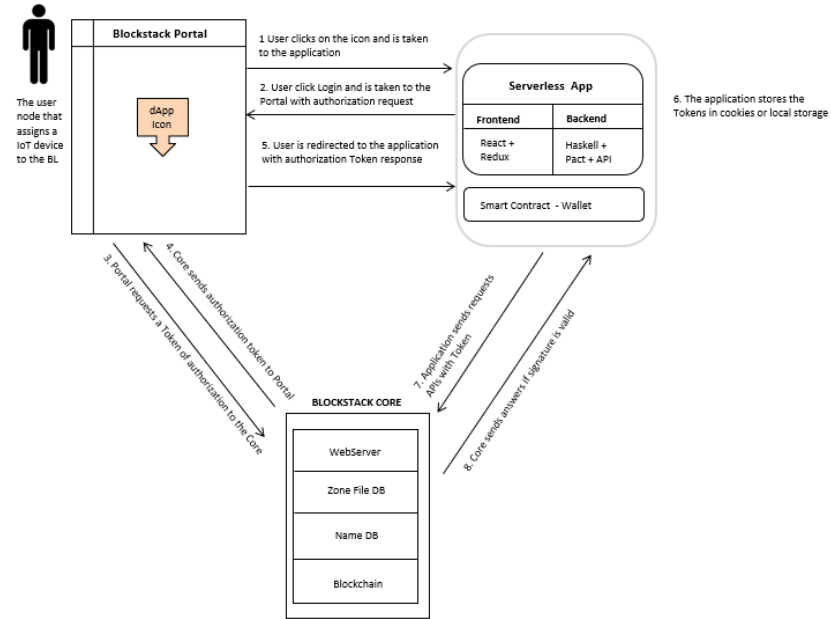 Blockstack Portal
The user
node that
assigns a
IoT device
to the BL
dApp
Icon
1 User clicks on the icon and is taken
to the application
2. User click Login and is taken to the
Portal with authorization request
5. User is redirected to the application
with authorization Token response
Serverless App
Frontend
Backend
React +
Redux
Haskell +
Pact + API
Smart Contract - Wallet
6. The application stores the
Tokens in cookies or local storage
3. Portal requests a Token of authorization to the Core
4. Core sends authorization token to Portal
7. Application sends requests
APIs with Token
8. Core sends answers if signature is valid
BLOCKSTACK CORE
WebServer
Zone File DB
Name DB
Blockchain